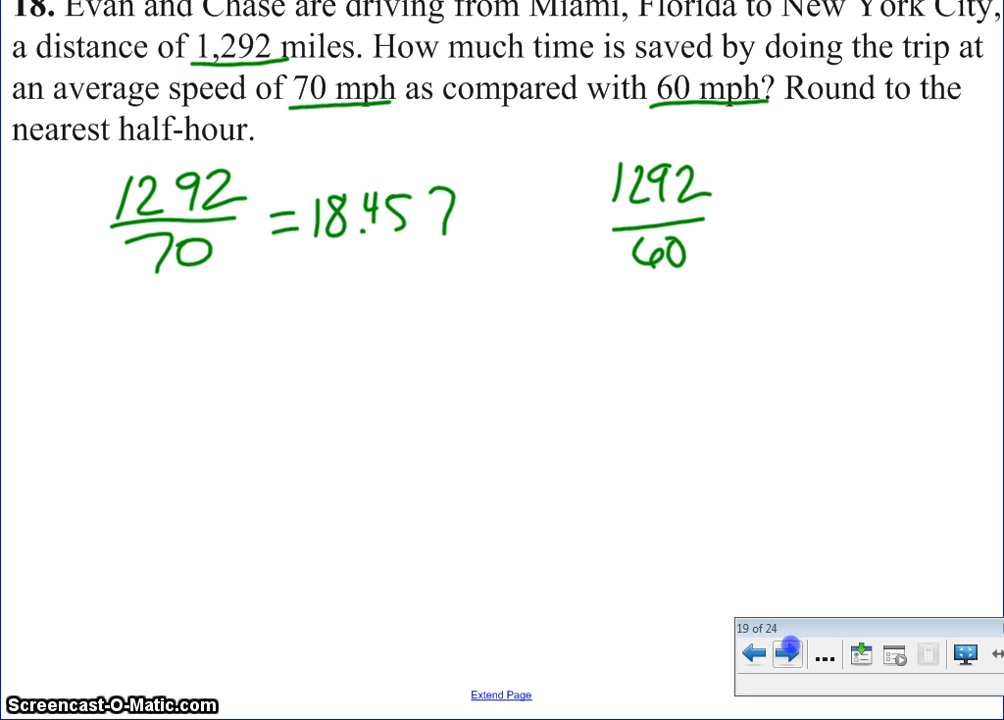 18. Evan and Chase are driving from Miami, Florida to New York City,
a distance of 1,292 miles. How much time is saved by doing the trip at
an average speed of 70 mph as compared with 60 mph? Round to the
nearest half-hour.
1292
70
=18.457
1292
60
19 of 24
...
Extend Page
Screencast-O-Matic.com